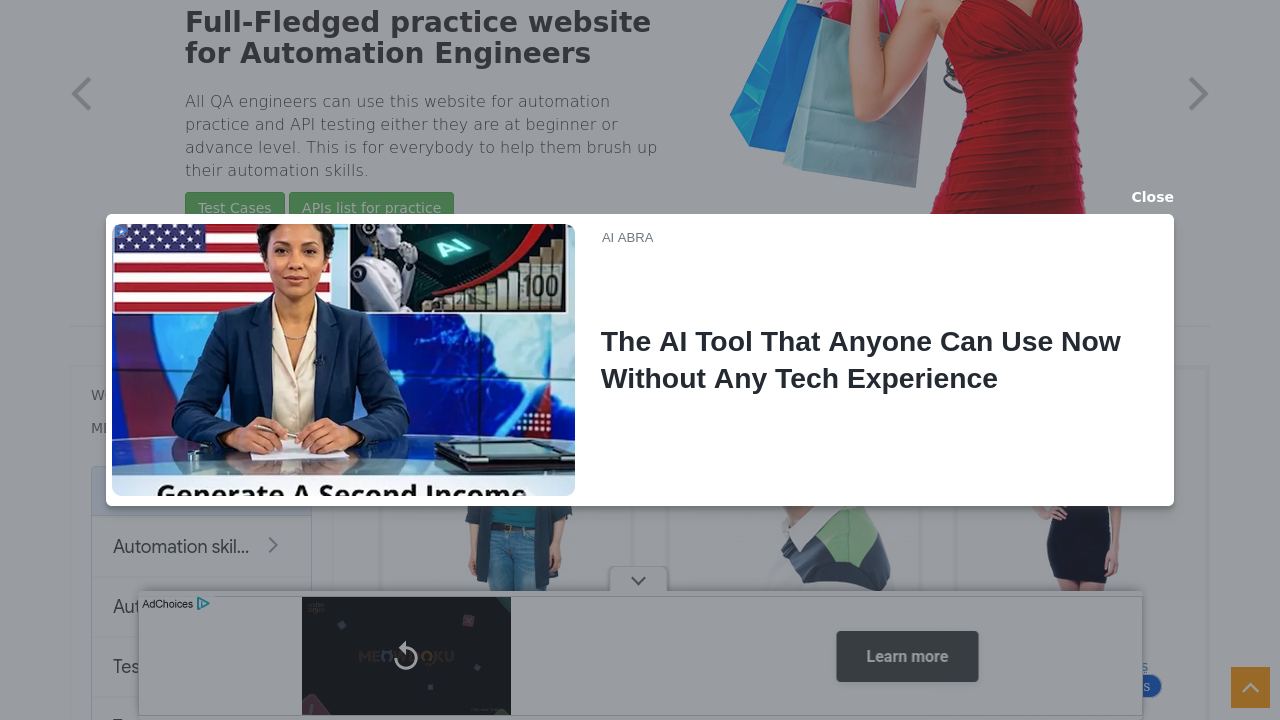 Full-Fledged practice website
for Automation Engineers
All QA engineers can use this website for automation
practice and API testing either they are at beginner or
advance level. This is for everybody to help them brush up
their automation skills.
Test Cases
APIs list for practice
Close
AI ABRA
AI
100
The AI Tool That Anyone Can Use Now
Without Any Tech Experience
Generate A Second Income
Automation skil...
AdChoices
Learn more